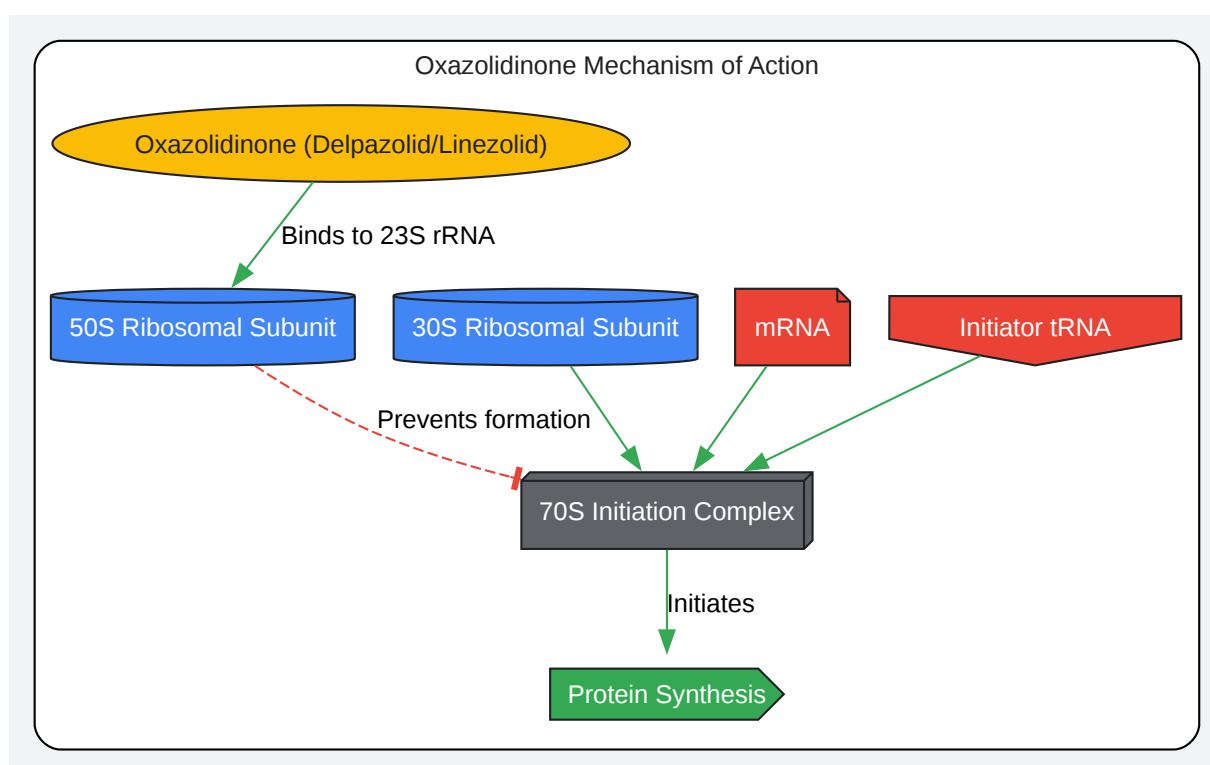 Oxazolidinone Mechanism of Action
Oxazolidinone (Delpazolid/Linezolid)
Binds to 23S rRNA
50S Ribosomal Subunit
30S Ribosomal Subunit
mRNA
Initiator tRNA
Prevents formation
70S Initiation Complex
Initiates
Protein Synthesis